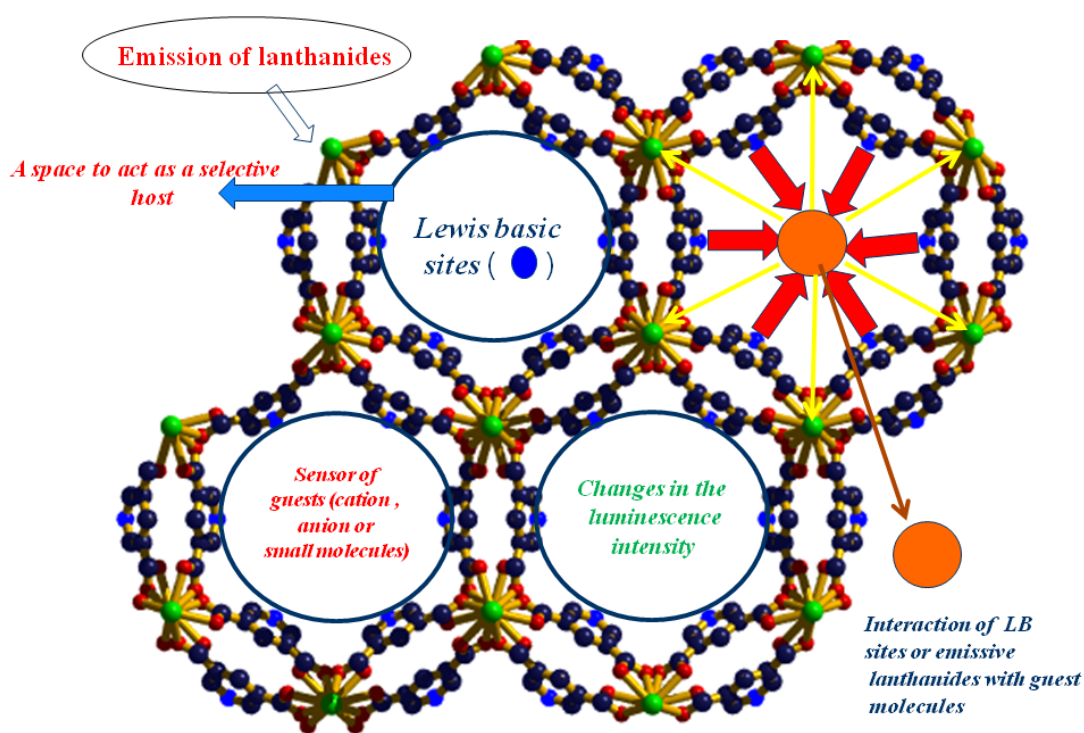 Emission of lanthanides
A space to act as a selective
host
Lewis basic
sites ( )
Sensor of
guests (cation ,
anion or
small molecules)
Changes in the
luminescence
intensity
Interaction of LB
sites or emissive
lanthanides with guest
molecules